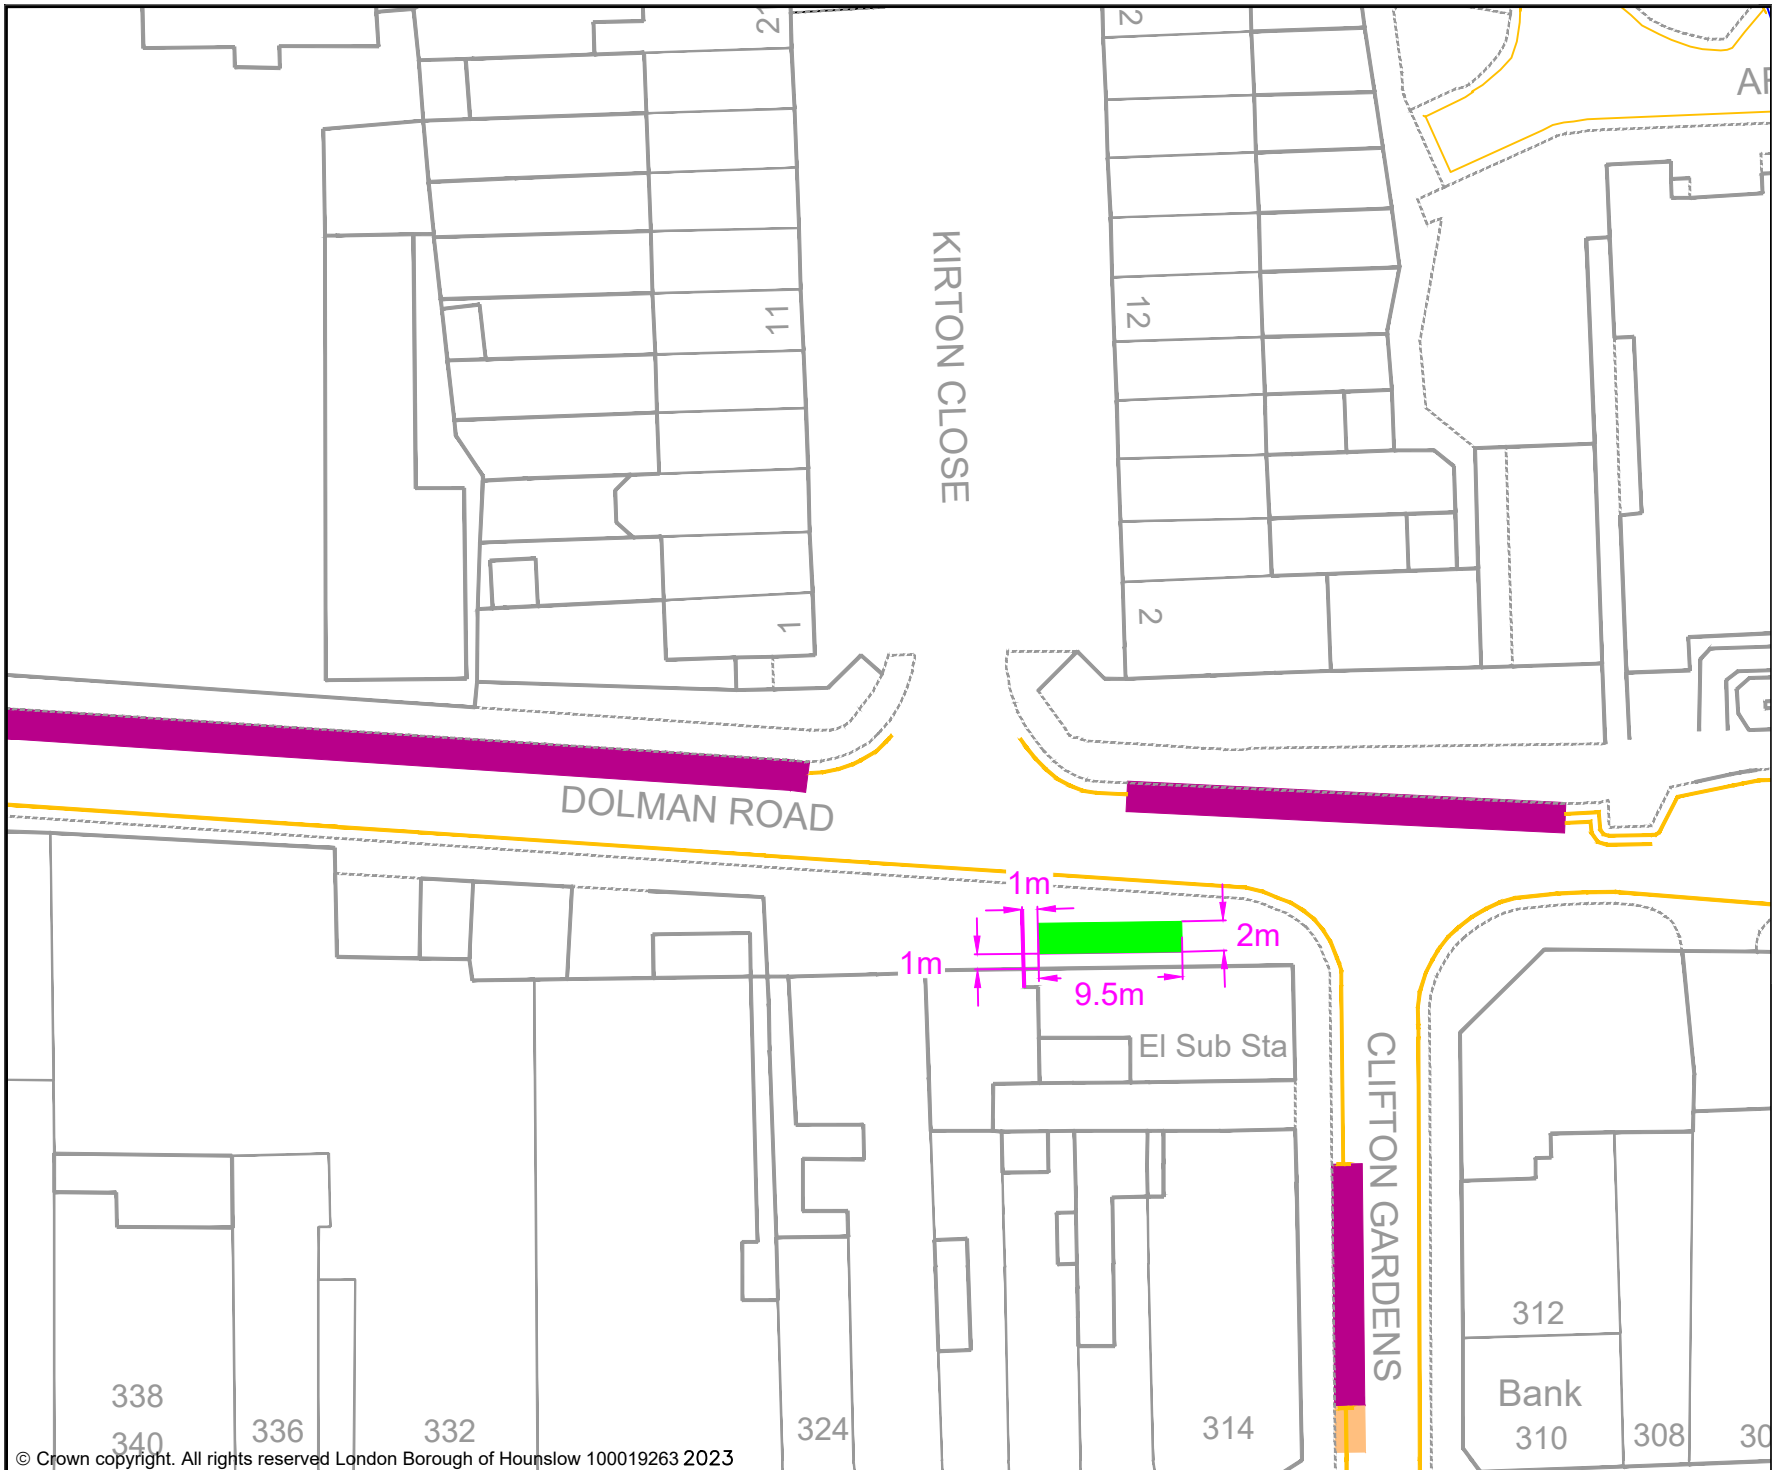 21
2
AR
KIRTON CLOSE
11
12
1
2
DOLMAN ROAD
1m
2m
1m
9.5m
El Sub Sta
CLIFTON GARDENS
312
Bank
310
308
30
338
340
336
332
324
314
© Crown copyright. All rights reserved London Borough of Hounslow 100019263 2023